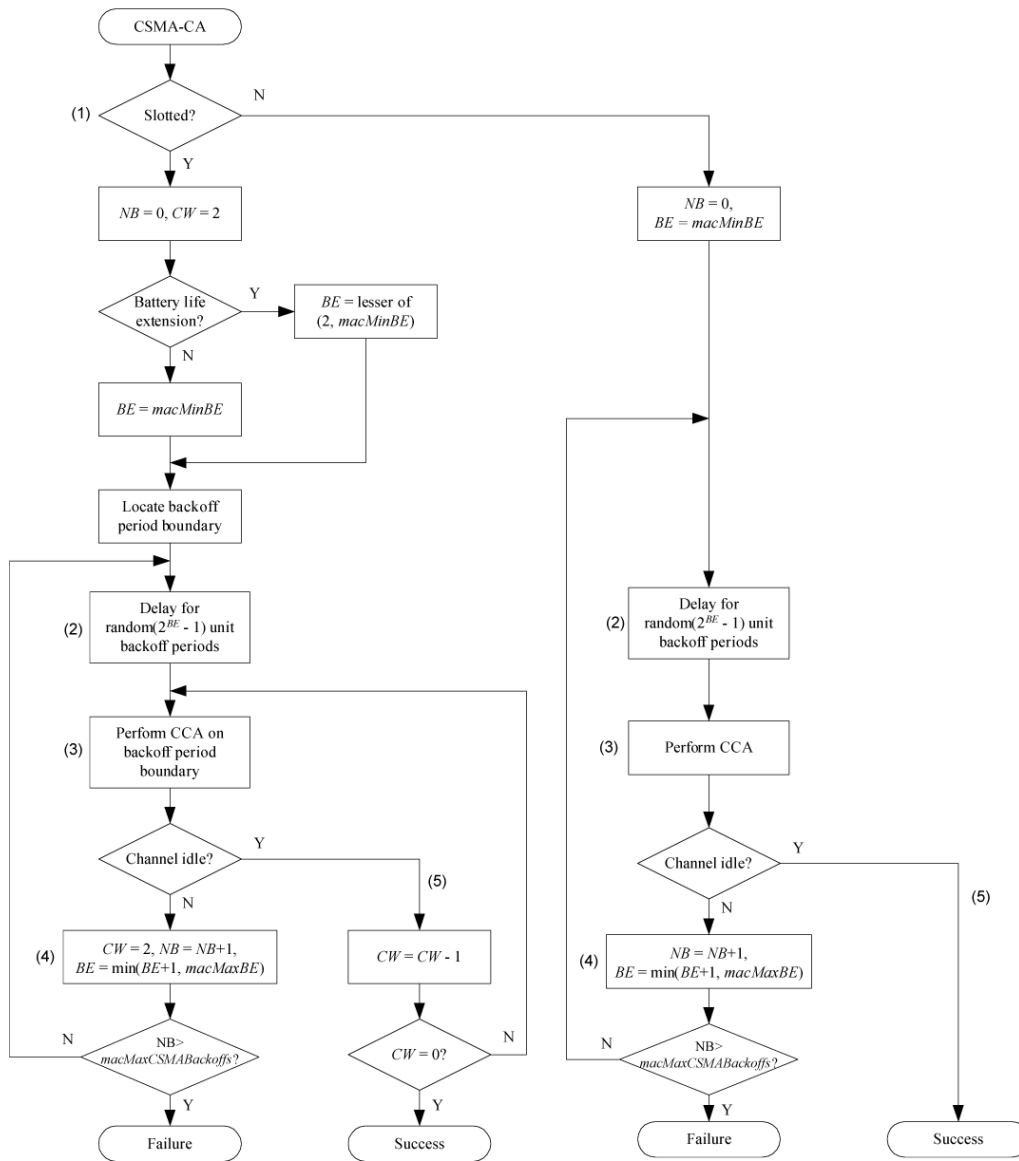 CSMA-CA
(1)
Slotted?
N
Y
NB = 0, CW = 2
Battery life
extension?
Y
BE = lesser of
(2, macMinBE)
N
BE = macMinBE
Locate backoff
period boundary
(2)
Delay for
random(2^BE - 1) unit
backoff periods
(3)
Perform CCA on
backoff period
boundary
Channel idle?
Y
(5)
N
(4)
CW = 2, NB = NB+1,
BE = min(BE+1, macMaxBE)
CW = CW - 1
N
NB>
macMaxCSMABackoffs?
CW = 0?
N
Y
Y
Failure
Success
NB = 0,
BE = macMinBE
(2)
Delay for
random(2^BE - 1) unit
backoff periods
(3)
Perform CCA
Channel idle?
Y
(5)
N
(4)
NB = NB+1,
BE = min(BE+1, macMaxBE)
N
NB>
macMaxCSMABackoffs?
Y
Failure
Success